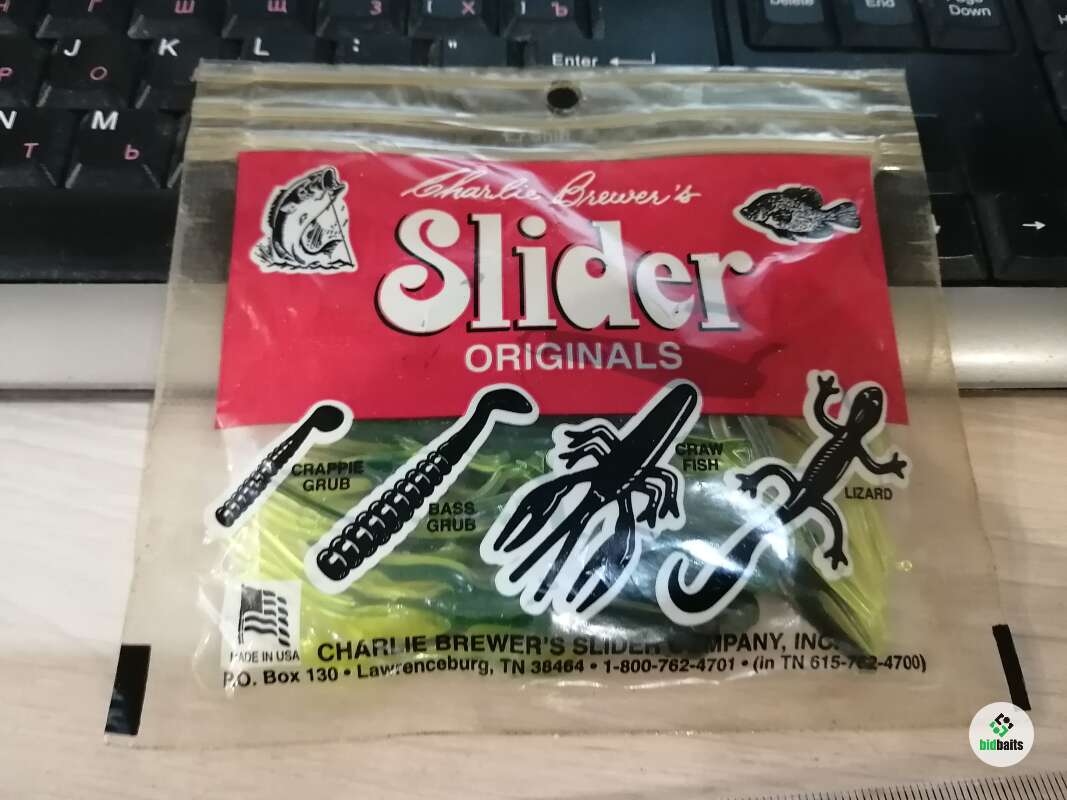 Г Ш Щ З Х Ъ
Delete End Page Down
J K L : "
Р О
Enter
N M
Т Ь
Charlie Brewer's
Slider
ORIGINALS
CRAPPIE GRUB
BASS GRUB
CRAW FISH
LIZARD
MADE IN USA
CHARLIE BREWER'S SLIDER COMPANY, INC.
P.O. Box 130 • Lawrenceburg, TN 38464 • 1-800-762-4701 • (in TN 615-762-4700)
bidbaits